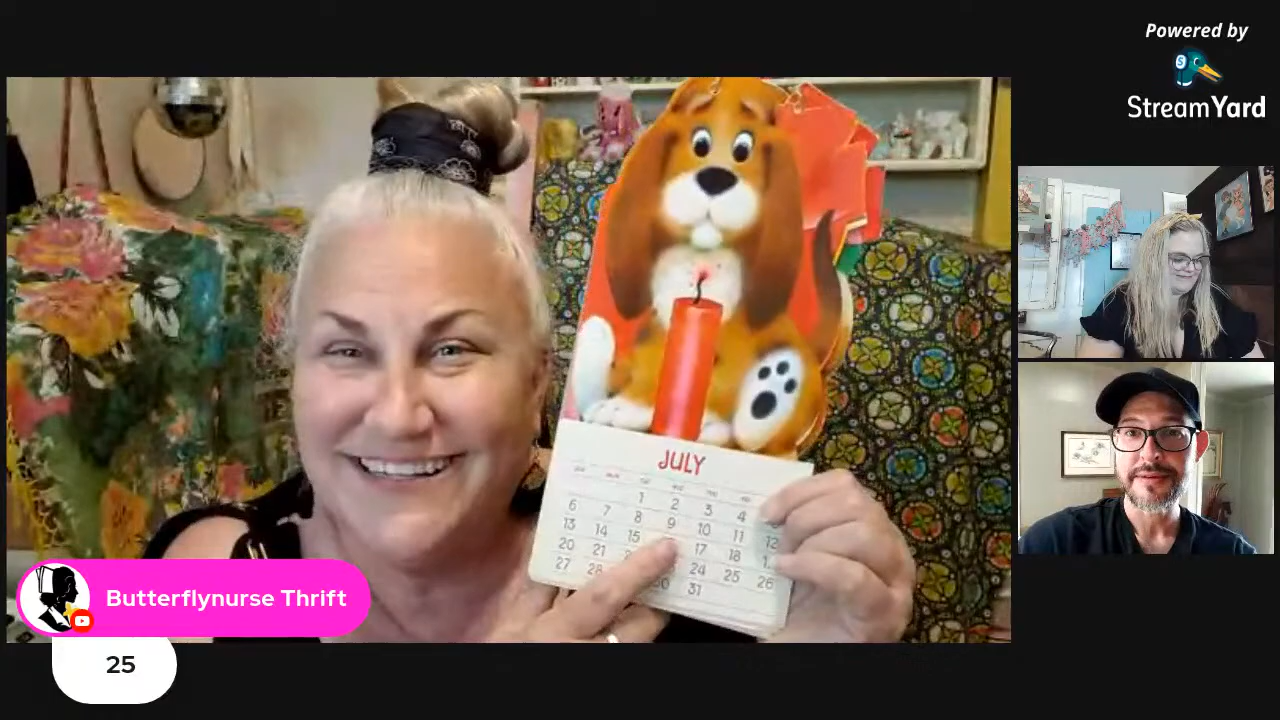 Powered by
StreamYard
JULY
1 2 3 4
6 7 8 9 10 11 12
13 14 15 17 18
20 21 24 25 26
27 28 30 31
Butterflynurse Thrift
25